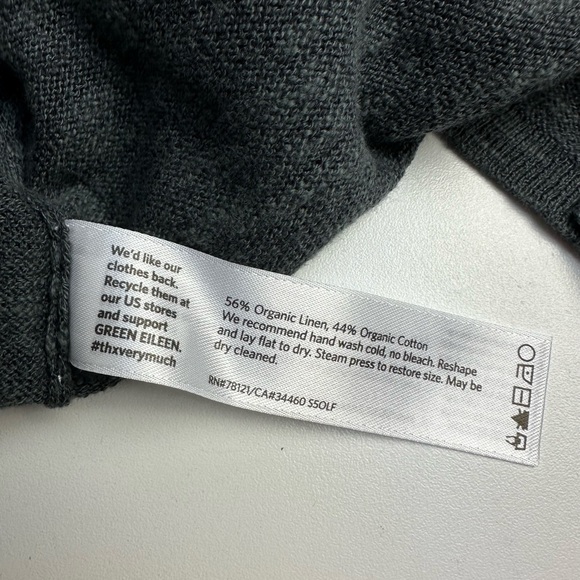 We'd like our
clothes back.
Recycle them at
our US stores
and support
GREEN EILEEN.
#thxverymuch
56% Organic Linen, 44% Organic Cotton
We recommend hand wash cold, no bleach. Reshape
and lay flat to dry. Steam press to restore size. May be
dry cleaned.
RN#78121/CA#34460 S5OLF